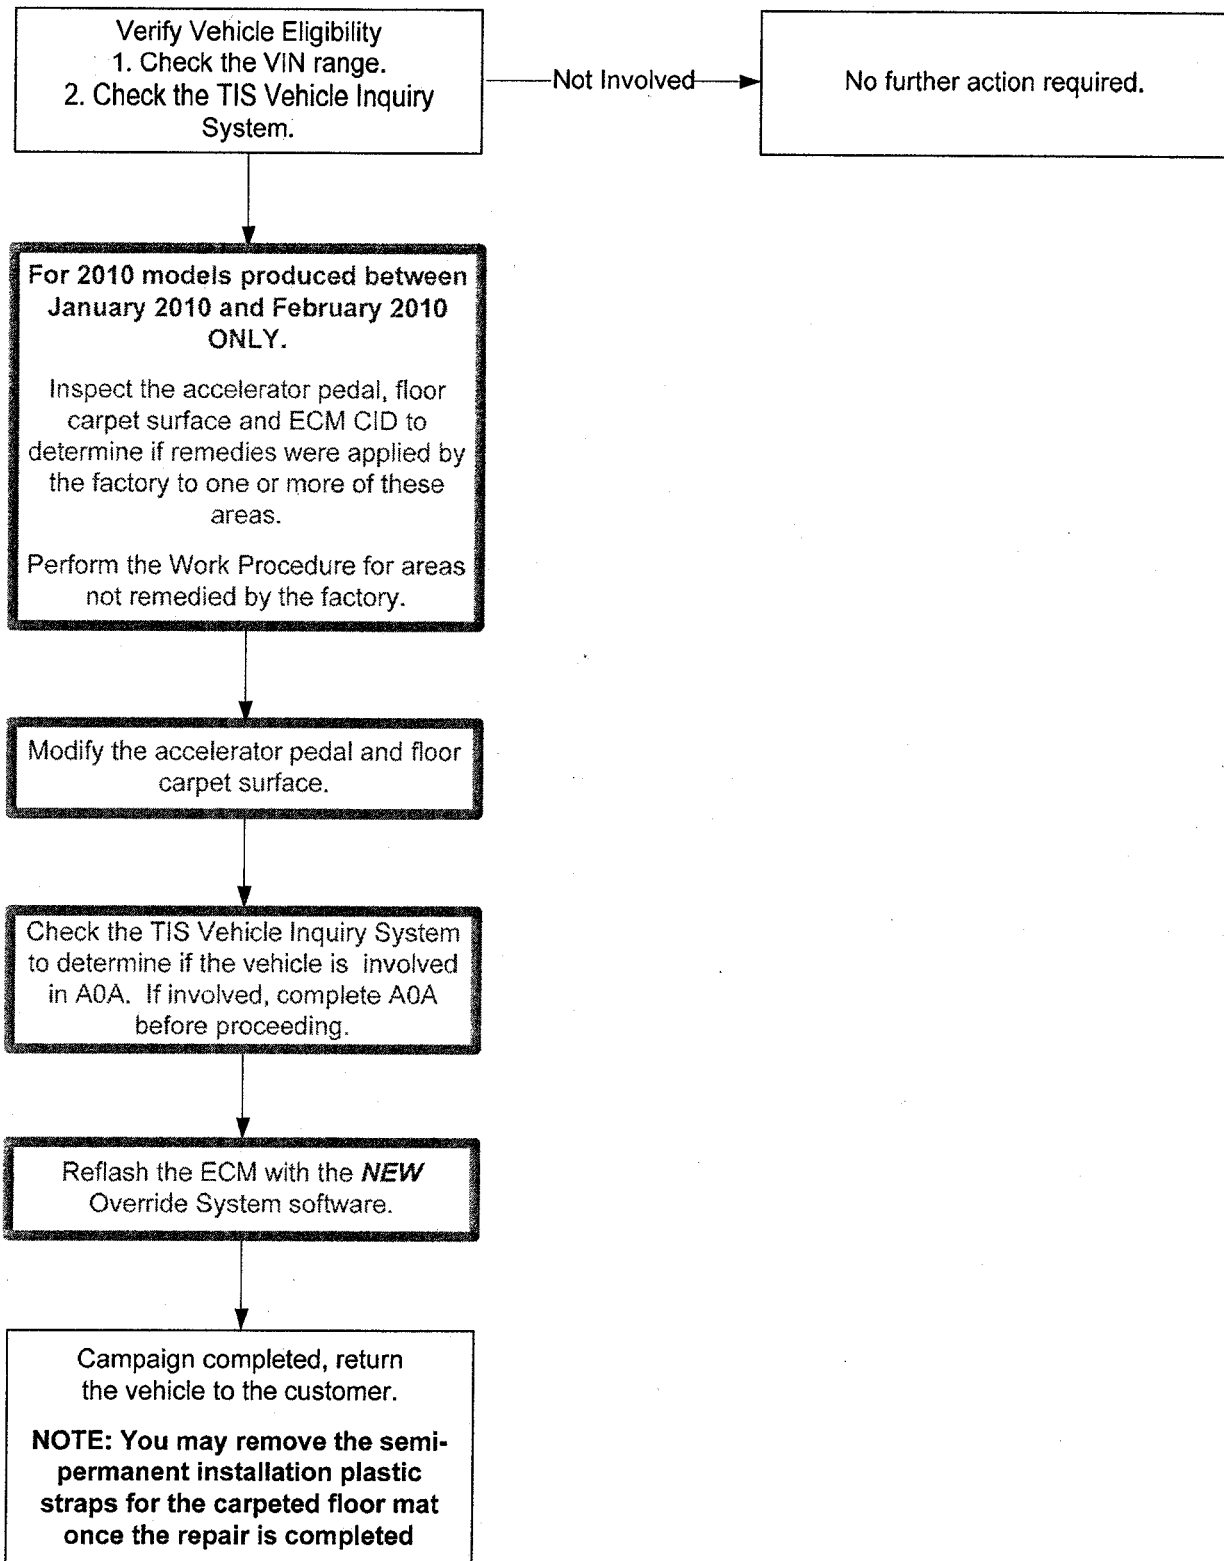 Verify Vehicle Eligibility
1. Check the VIN range.
2. Check the TIS Vehicle Inquiry
System.
Not Involved
No further action required.
For 2010 models produced between
January 2010 and February 2010
ONLY.
Inspect the accelerator pedal, floor
carpet surface and ECM CID to
determine if remedies were applied by
the factory to one or more of these
areas.
Perform the Work Procedure for areas
not remedied by the factory.
Modify the accelerator pedal and floor
carpet surface.
Check the TIS Vehicle Inquiry System
to determine if the vehicle is involved
in A0A. If involved, complete A0A
before proceeding.
Reflash the ECM with the NEW
Override System software.
Campaign completed, return
the vehicle to the customer.
NOTE: You may remove the semi-
permanent installation plastic
straps for the carpeted floor mat
once the repair is completed